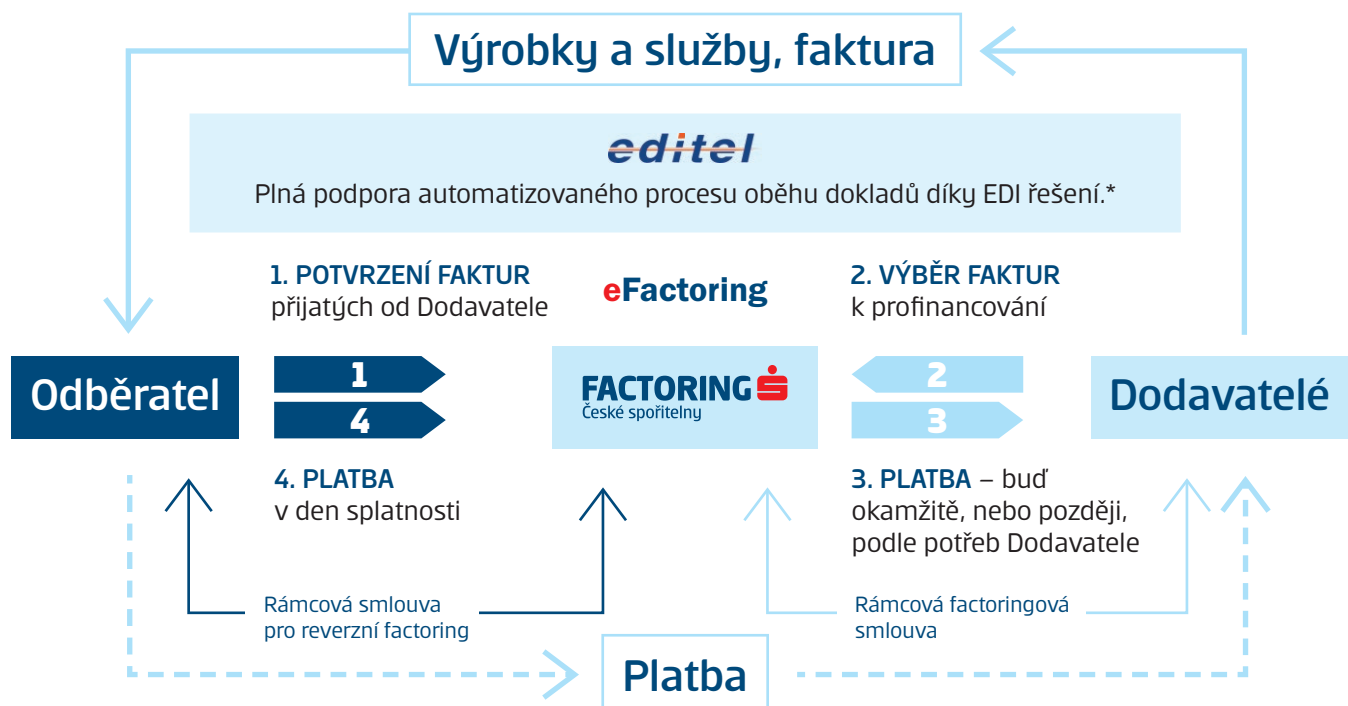 Výrobky a služby, faktura
editel
Plná podpora automatizovaného procesu oběhu dokladů díky EDI řešení.*
1. POTVRZENÍ FAKTUR
přijatých od Dodavatele
eFactoring
2. VÝBĚR FAKTUR
k profinancování
Odběratel
1
4
FACTORING
České spořitelny
2
3
Dodavatelé
4. PLATBA
v den splatnosti
3. PLATBA – buď
okamžitě, nebo později,
podle potřeb Dodavatele
Rámcová smlouva
pro reverzní factoring
Rámcová factoringová
smlouva
Platba